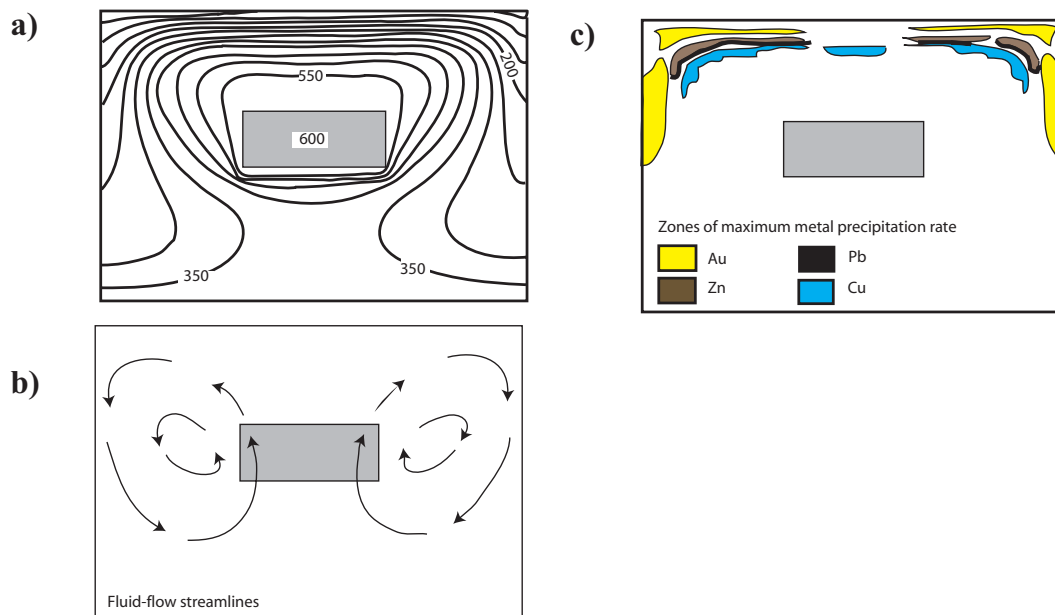 a)
200
550
600
350
350
b)
Fluid-flow streamlines
c)
Zones of maximum metal precipitation rate
Au
Pb
Zn
Cu